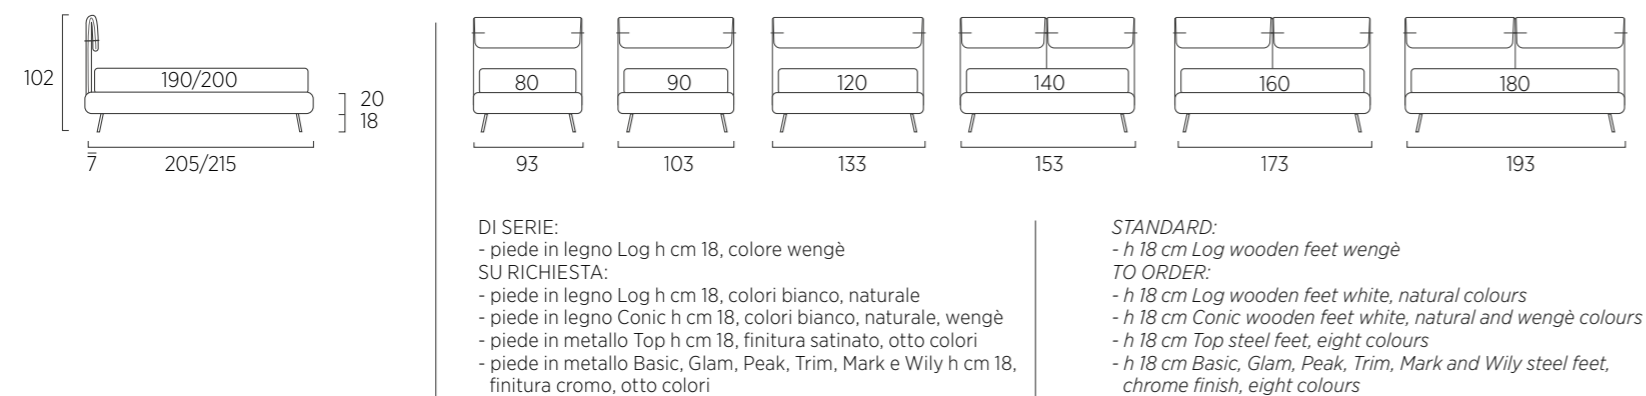 102
190/200
20
18
7
205/215
80
90
120
140
160
180
93
103
133
153
173
193
DI SERIE:
- piede in legno Log h cm 18, colore wengè
SU RICHIESTA:
- piede in legno Log h cm 18, colori bianco, naturale
- piede in legno Conic h cm 18, colori bianco, naturale, wengè
- piede in metallo Top h cm 18, finitura satinato, otto colori
- piede in metallo Basic, Glam, Peak, Trim, Mark e Wily h cm 18,
finitura cromo, otto colori
STANDARD:
- h 18 cm Log wooden feet wengè
TO ORDER:
- h 18 cm Log wooden feet white, natural colours
- h 18 cm Conic wooden feet white, natural and wengè colours
- h 18 cm Top steel feet, eight colours
- h 18 cm Basic, Glam, Peak, Trim, Mark and Wily steel feet,
chrome finish, eight colours